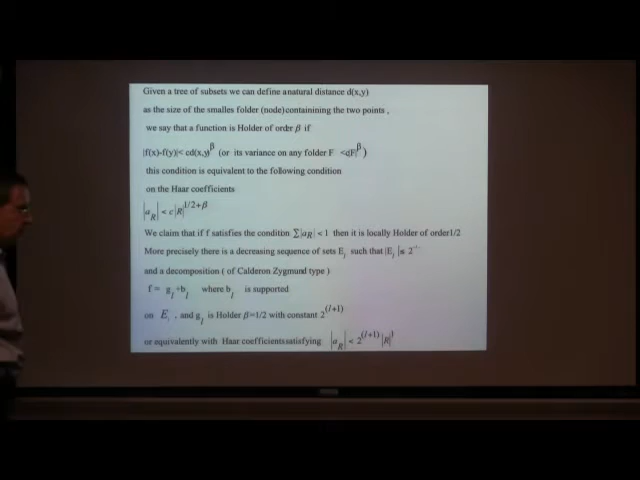 Given a tree of subsets we can define anatural distance d(x,y)
as the size of the smalles folder (node)containining the two points ,
we say that a function is Holder of order β if
|f(x)-f(y)|< cd(x,y)^β (or its variance on any folder F <cF|^β )
this condition is equivalent to the following condition
on the Haar coefficients
|a_R| < c |R|^{1/2+β}
We claim that if f satisfies the condition ∑|a_R| < 1 then it is locally Holder of order1/2
More precisely there is a decreasing sequence of sets E_l such that |E_l| ≤ 2^{-l}
and a decomposition ( of Calderon Zygmund type )
f = g_l +b_l where b_l is supported
on E_l , and g_l is Holder β=1/2 with constant 2^{(l+1)}
or equivalently with Haar coefficientssatisfying |a_R| < 2^{(l+1)} |R|^1